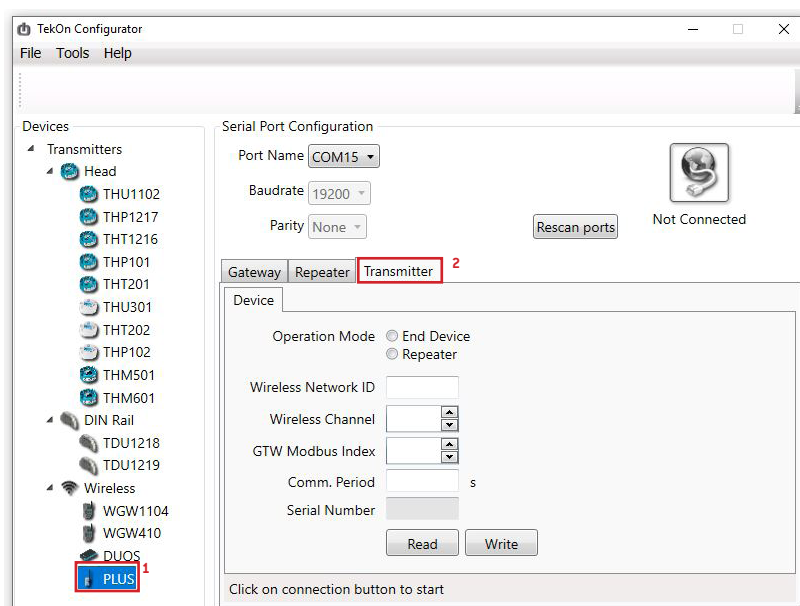 TekOn Configurator
File Tools Help
Devices
Transmitters
Head
THU1102
THP1217
THT1216
THP101
THT201
THU301
THT202
THP102
THM501
THM601
DIN Rail
TDU1218
TDU1219
Wireless
WGW1104
WGW410
DUOS
PLUS 1
Serial Port Configuration
Port Name COM15
Baudrate 19200
Parity None
Rescan ports
Not Connected
Gateway Repeater Transmitter 2
Device
Operation Mode End Device
Repeater
Wireless Network ID
Wireless Channel
GTW Modbus Index
Comm. Period s
Serial Number
Read Write
Click on connection button to start